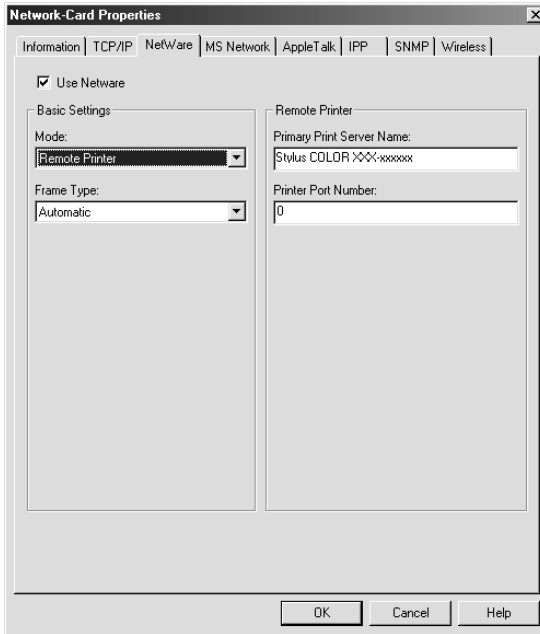 Network-Card Properties
Information TCP/IP NetWare MS Network AppleTalk IPP SNMP Wireless
Use Netware
Basic Settings
Mode:
Remote Printer
Frame Type:
Automatic
Remote Printer
Primary Print Server Name:
Stylus COLOR XXX-xxxxxx
Printer Port Number:
0
OK Cancel Help